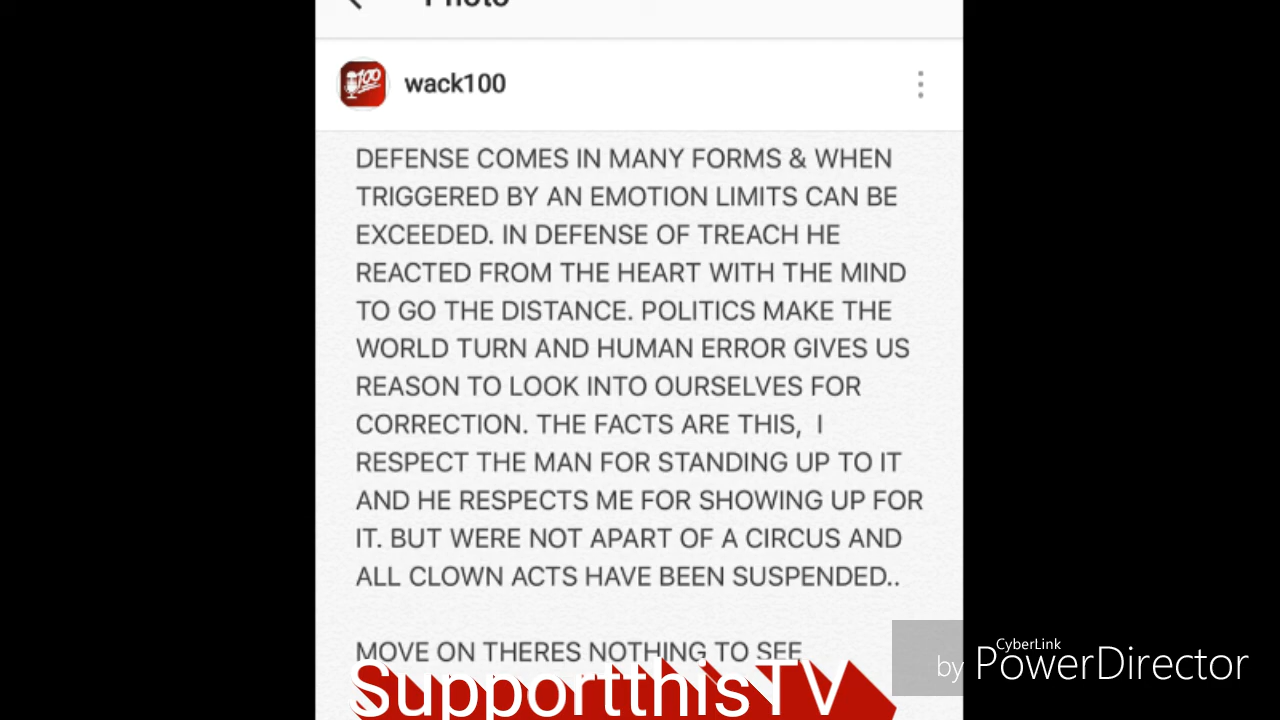 Photo
100
wack100
DEFENSE COMES IN MANY FORMS & WHEN
TRIGGERED BY AN EMOTION LIMITS CAN BE
EXCEEDED. IN DEFENSE OF TREACH HE
REACTED FROM THE HEART WITH THE MIND
TO GO THE DISTANCE. POLITICS MAKE THE
WORLD TURN AND HUMAN ERROR GIVES US
REASON TO LOOK INTO OURSELVES FOR
CORRECTION. THE FACTS ARE THIS, I
RESPECT THE MAN FOR STANDING UP TO IT
AND HE RESPECTS ME FOR SHOWING UP FOR
IT. BUT WERE NOT APART OF A CIRCUS AND
ALL CLOWN ACTS HAVE BEEN SUSPENDED..
MOVE ON THERES NOTHING TO SEE
SupportthisTV
by CyberLink PowerDirector